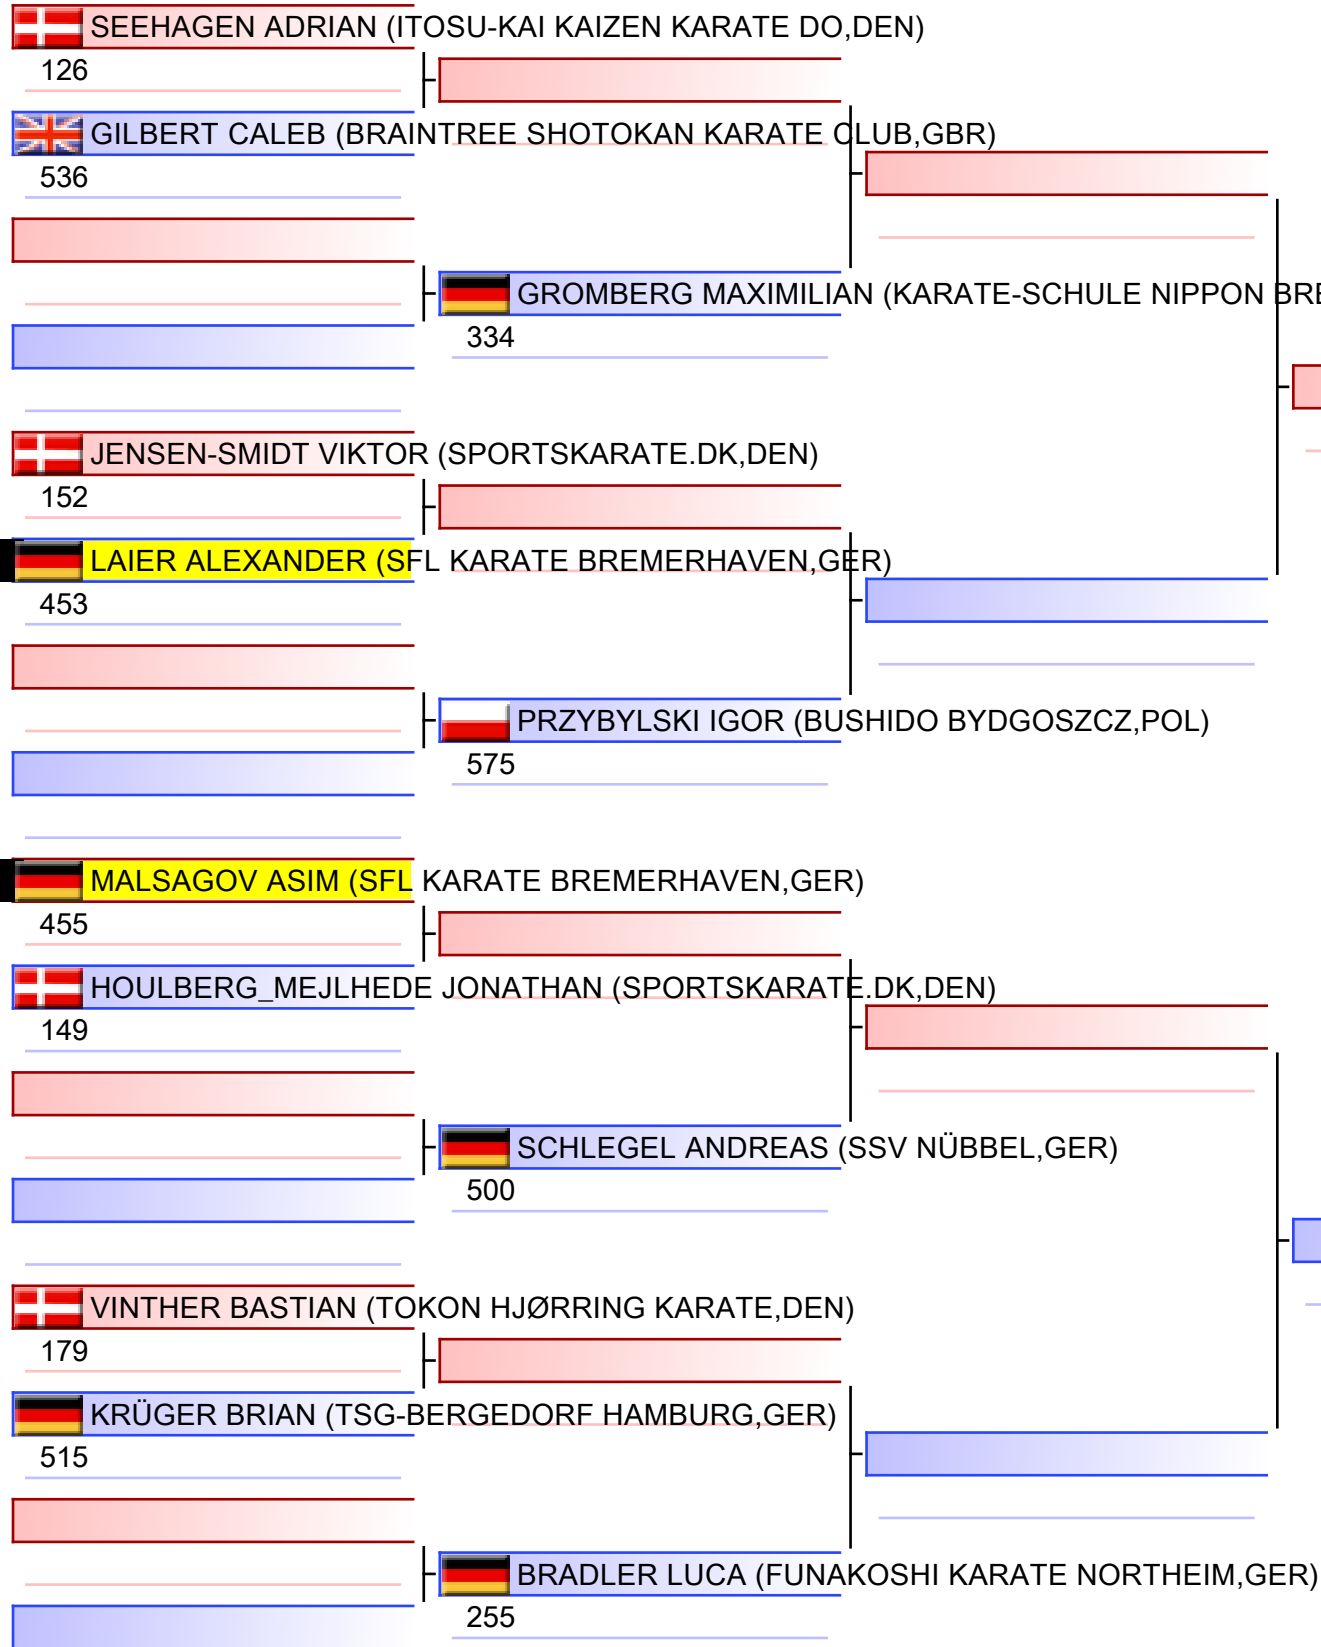 SEEHAGEN ADRIAN (ITOSU-KAI KAIZEN KARATE DO,DEN)
126
GILBERT CALEB (BRAINTREE SHOTOKAN KARATE CLUB,GBR)
536
GROMBERG MAXIMILIAN (KARATE-SCHULE NIPPON BRE
334
JENSEN-SMIDT VIKTOR (SPORTSKARATE.DK,DEN)
152
LAIER ALEXANDER (SFL KARATE BREMERHAVEN,GER)
453
PRZYBYLSKI IGOR (BUSHIDO BYDGOSZCZ,POL)
575
MALSAGOV ASIM (SFL KARATE BREMERHAVEN,GER)
455
HOULBERG_MEJLHEDE JONATHAN (SPORTSKARATE.DK,DEN)
149
SCHLEGEL ANDREAS (SSV NÜBBEL,GER)
500
VINTHER BASTIAN (TOKON HJØRRING KARATE,DEN)
179
KRÜGER BRIAN (TSG-BERGEDORF HAMBURG,GER)
515
BRADLER LUCA (FUNAKOSHI KARATE NORTHEIM,GER)
255